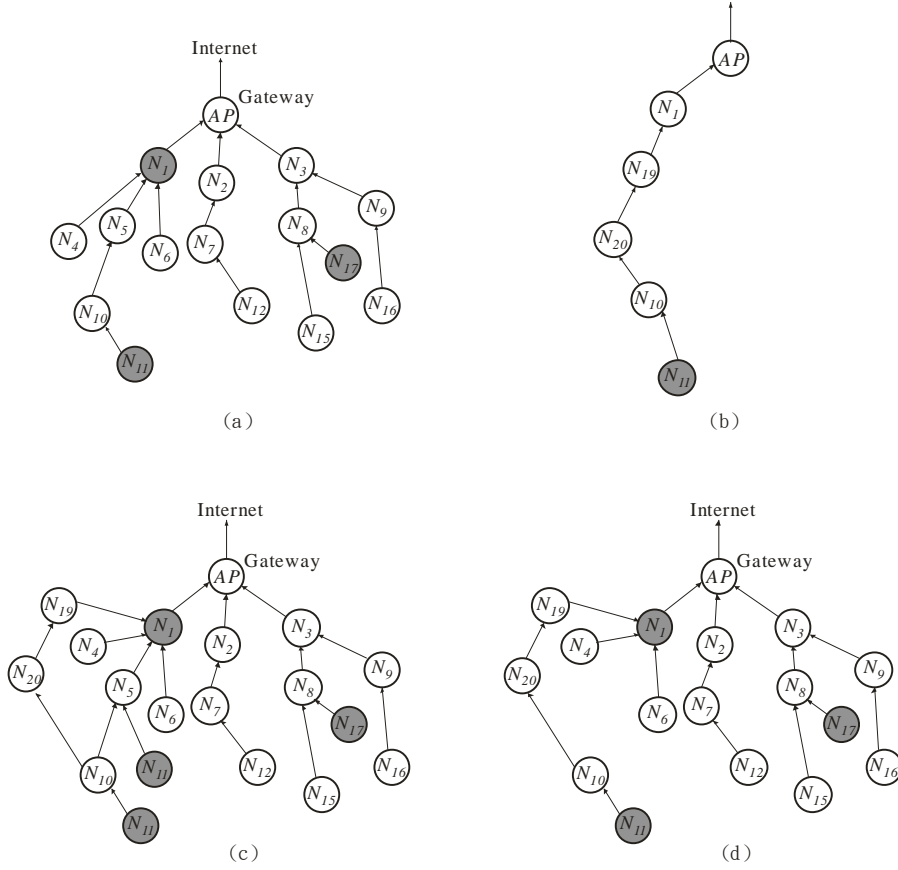 Internet
Gateway
AP
N1
N2
N3
N4
N5
N6
N7
N8
N9
N10
N11
N12
N15
N16
N17
(a)
AP
N1
N19
N20
N10
N11
(b)
Internet
Gateway
AP
N19
N1
N3
N4
N2
N20
N5
N8
N9
N6
N7
N17
N10
N11
N12
N16
N15
N11
(c)
Internet
Gateway
AP
N19
N1
N3
N4
N2
N20
N8
N9
N6
N7
N17
N10
N12
N16
N15
N11
(d)